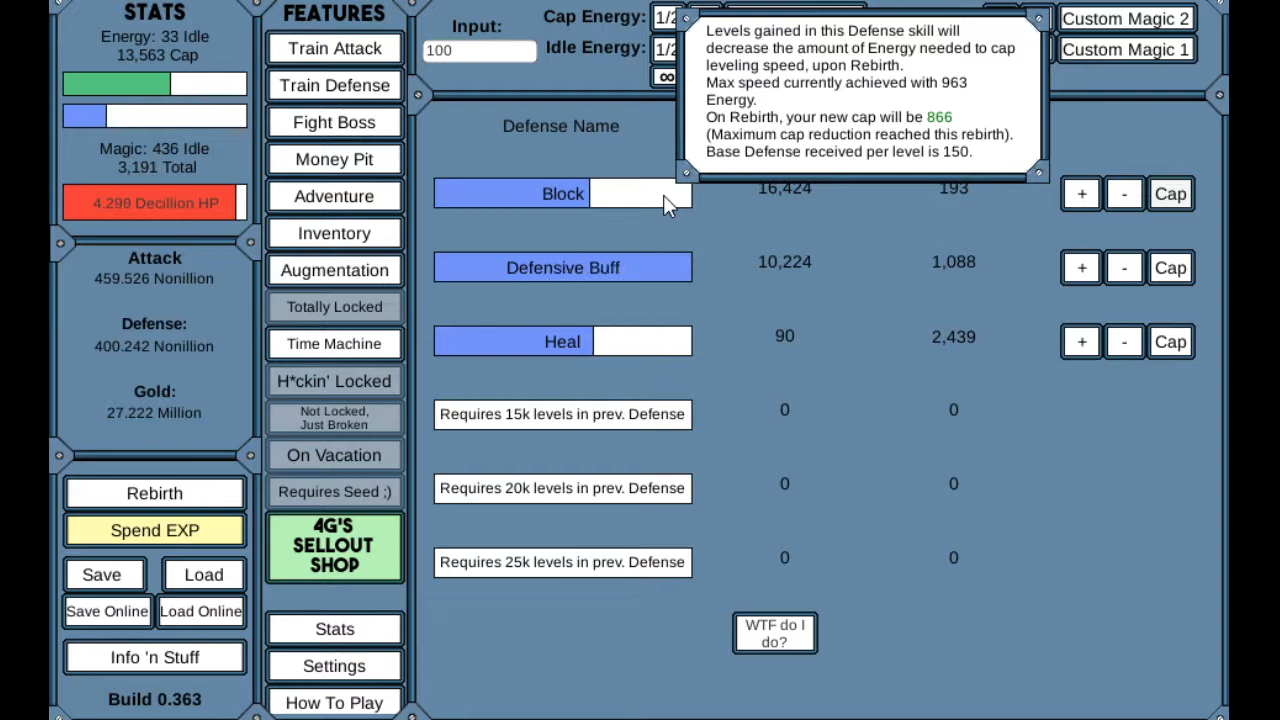 STATS
Energy: 33 Idle
13,563 Cap
Magic: 436 Idle
3,191 Total
4.299 Decillion HP
Attack
459.526 Nonillion
Defense:
400.242 Nonillion
Gold:
27.222 Million
Rebirth
Spend EXP
Save
Load
Save Online
Load Online
Info 'n Stuff
Build 0.363
FEATURES
Train Attack
Train Defense
Fight Boss
Money Pit
Adventure
Inventory
Augmentation
Totally Locked
Time Machine
H*ckin' Locked
Not Locked,
Just Broken
On Vacation
Requires Seed ;)
4G'S
SELLOUT
SHOP
Stats
Settings
How To Play
Input:
100
Cap Energy:
Idle Energy:
∞
Custom Magic 2
Custom Magic 1
Levels gained in this Defense skill will
decrease the amount of Energy needed to cap
leveling speed, upon Rebirth.
Max speed currently achieved with 963
Energy.
On Rebirth, your new cap will be 866
(Maximum cap reduction reached this rebirth).
Base Defense received per level is 150.
Defense Name
Block 16,424 193 + - Cap
Defensive Buff 10,224 1,088 + - Cap
Heal 90 2,439 + - Cap
Requires 15k levels in prev. Defense 0 0
Requires 20k levels in prev. Defense 0 0
Requires 25k levels in prev. Defense 0 0
WTF do I
do?